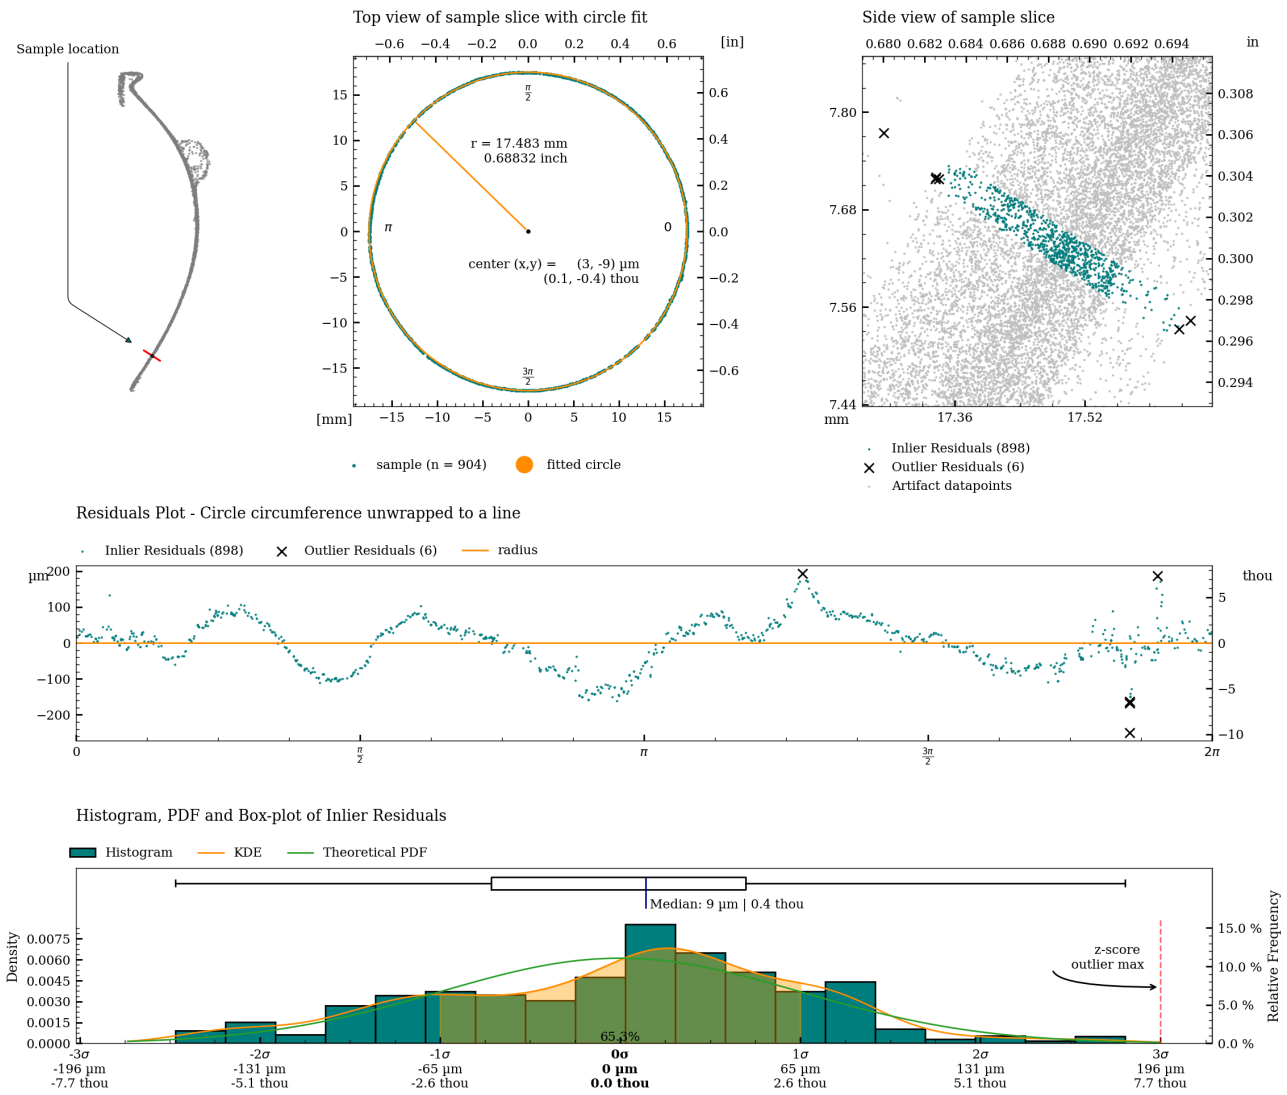 Sample location
Top view of sample slice with circle fit
−0.6 −0.4 −0.2 0.0 0.2 0.4 0.6 [in]
15 10 5 0 −5 −10 −15
0.6 0.4 0.2 0.0 −0.2 −0.4 −0.6
π/2
r = 17.483 mm
0.68832 inch
π 0
center (x,y) = (3, -9) µm
(0.1, -0.4) thou
3π/2
[mm] −15 −10 −5 0 5 10 15
sample (n = 904) fitted circle
Side view of sample slice
0.680 0.682 0.684 0.686 0.688 0.690 0.692 0.694 in
7.80 7.68 7.56 7.44
0.308 0.306 0.304 0.302 0.300 0.298 0.296 0.294
mm 17.36 17.52
Inlier Residuals (898)
Outlier Residuals (6)
Artifact datapoints
Residuals Plot - Circle circumference unwrapped to a line
Inlier Residuals (898) Outlier Residuals (6) radius
µm thou
200 100 0 −100 −200
5 0 −5 −10
0 π/2 π 3π/2 2π
Histogram, PDF and Box-plot of Inlier Residuals
Histogram KDE Theoretical PDF
Median: 9 µm | 0.4 thou
Density
0.0075 0.0060 0.0045 0.0030 0.0015 0.0000
z-score
outlier max
15.0 % 10.0 % 5.0 % 0.0 %
Relative Frequency
65.3%
-3σ -2σ -1σ 0σ 1σ 2σ 3σ
-196 µm -131 µm -65 µm 0 µm 65 µm 131 µm 196 µm
-7.7 thou -5.1 thou -2.6 thou 0.0 thou 2.6 thou 5.1 thou 7.7 thou